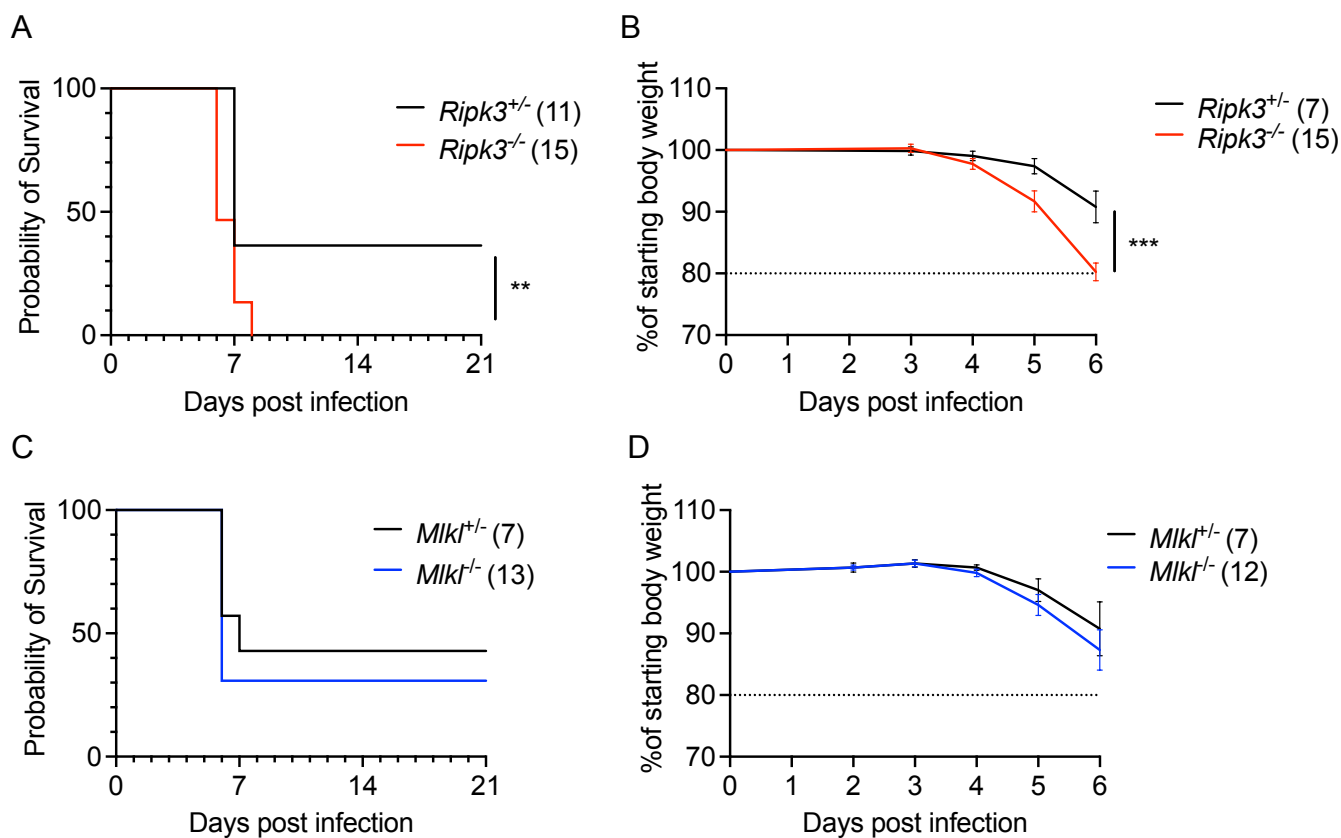 A
Probability of Survival
100
50
0
0 7 14 21
Days post infection
Ripk3+/- (11)
Ripk3-/- (15)
**
B
%of starting body weight
110
100
90
80
70
0 1 2 3 4 5 6
Days post infection
Ripk3+/- (7)
Ripk3-/- (15)
***
C
Probability of Survival
100
50
0
0 7 14 21
Days post infection
Mlkl+/- (7)
Mlkl-/- (13)
D
%of starting body weight
110
100
90
80
70
0 1 2 3 4 5 6
Days post infection
Mlkl+/- (7)
Mlkl-/- (12)